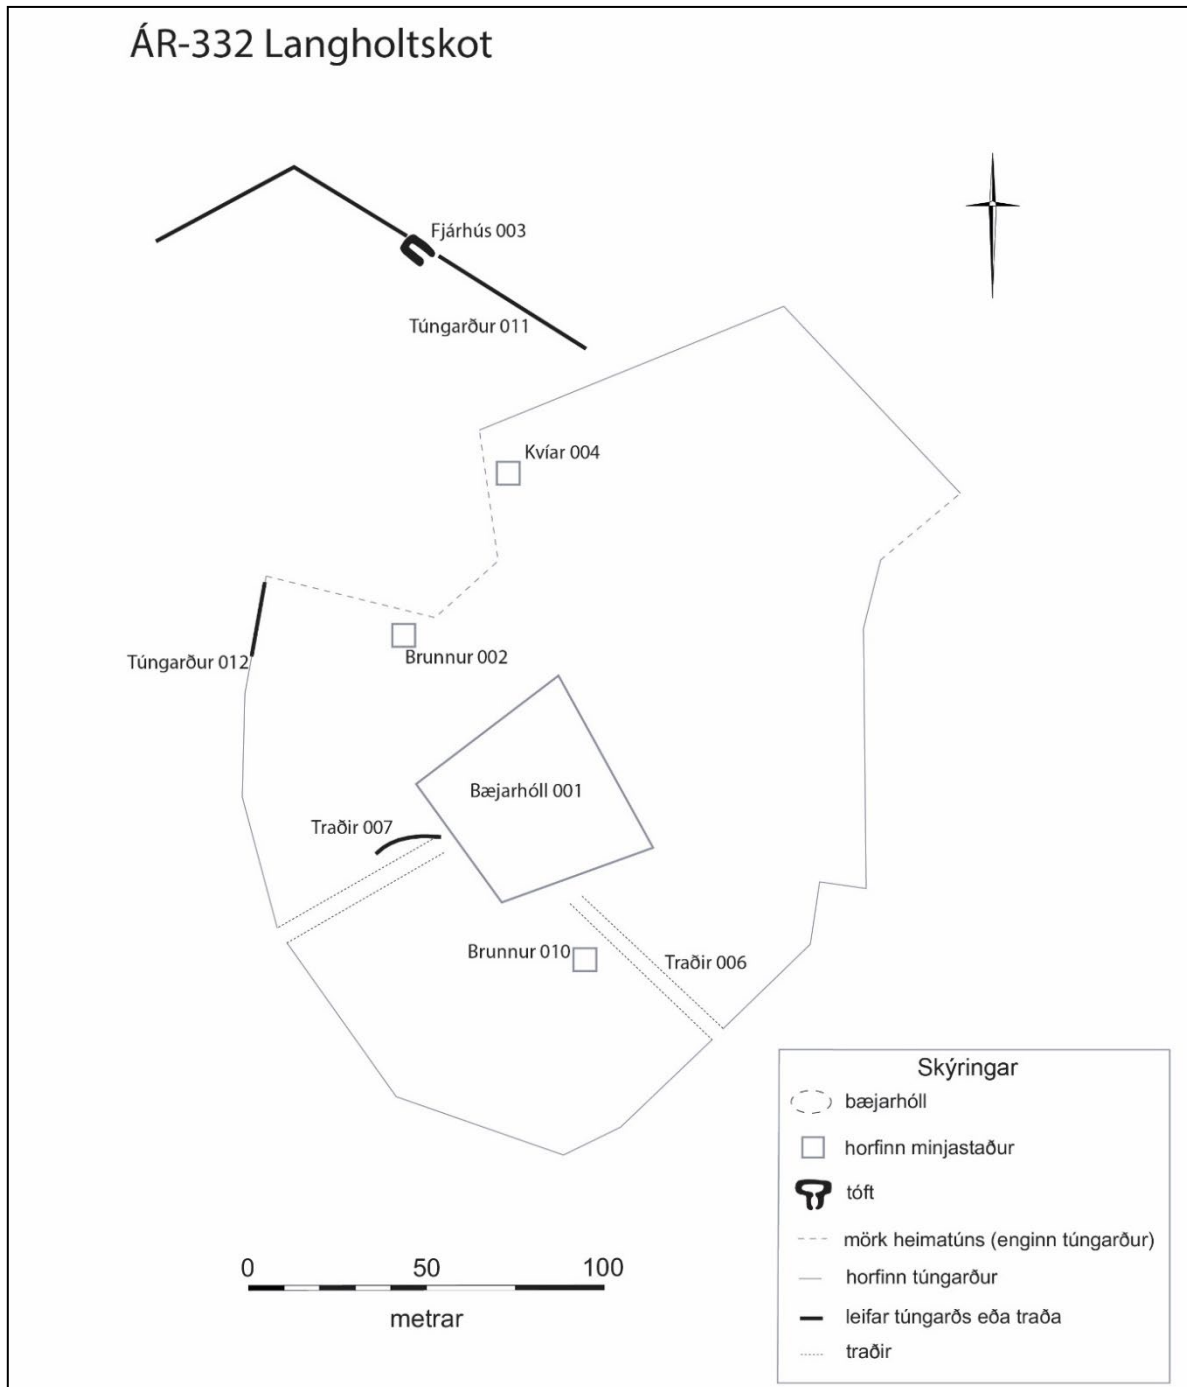 ÁR-332 Langholtskot
Fjárhús 003
Túngarður 011
Kvíar 004
Túngarður 012
Brunnur 002
Bæjarhóll 001
Traðir 007
Brunnur 010
Traðir 006
Skýringar
bæjarhóll
horfinn minjastaður
tóft
mörk heimatúns (enginn túngarður)
horfinn túngarður
leifar túngarðs eða traða
traðir
0 50 100
metrar